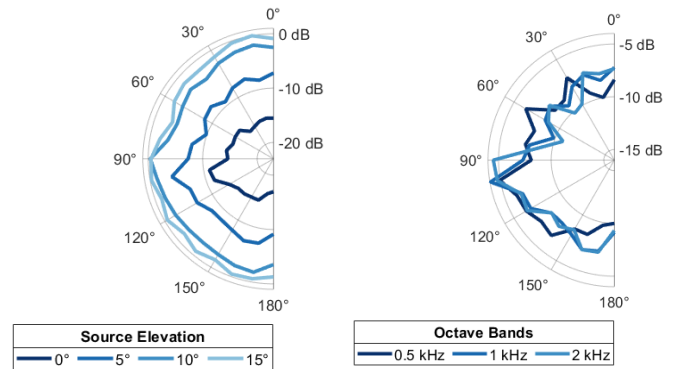 0°
30°
0 dB
60°
-10 dB
-20 dB
90°
120°
150°
180°
Source Elevation
0° 5° 10° 15°
0°
30°
-5 dB
60°
-10 dB
-15 dB
90°
120°
150°
180°
Octave Bands
0.5 kHz 1 kHz 2 kHz